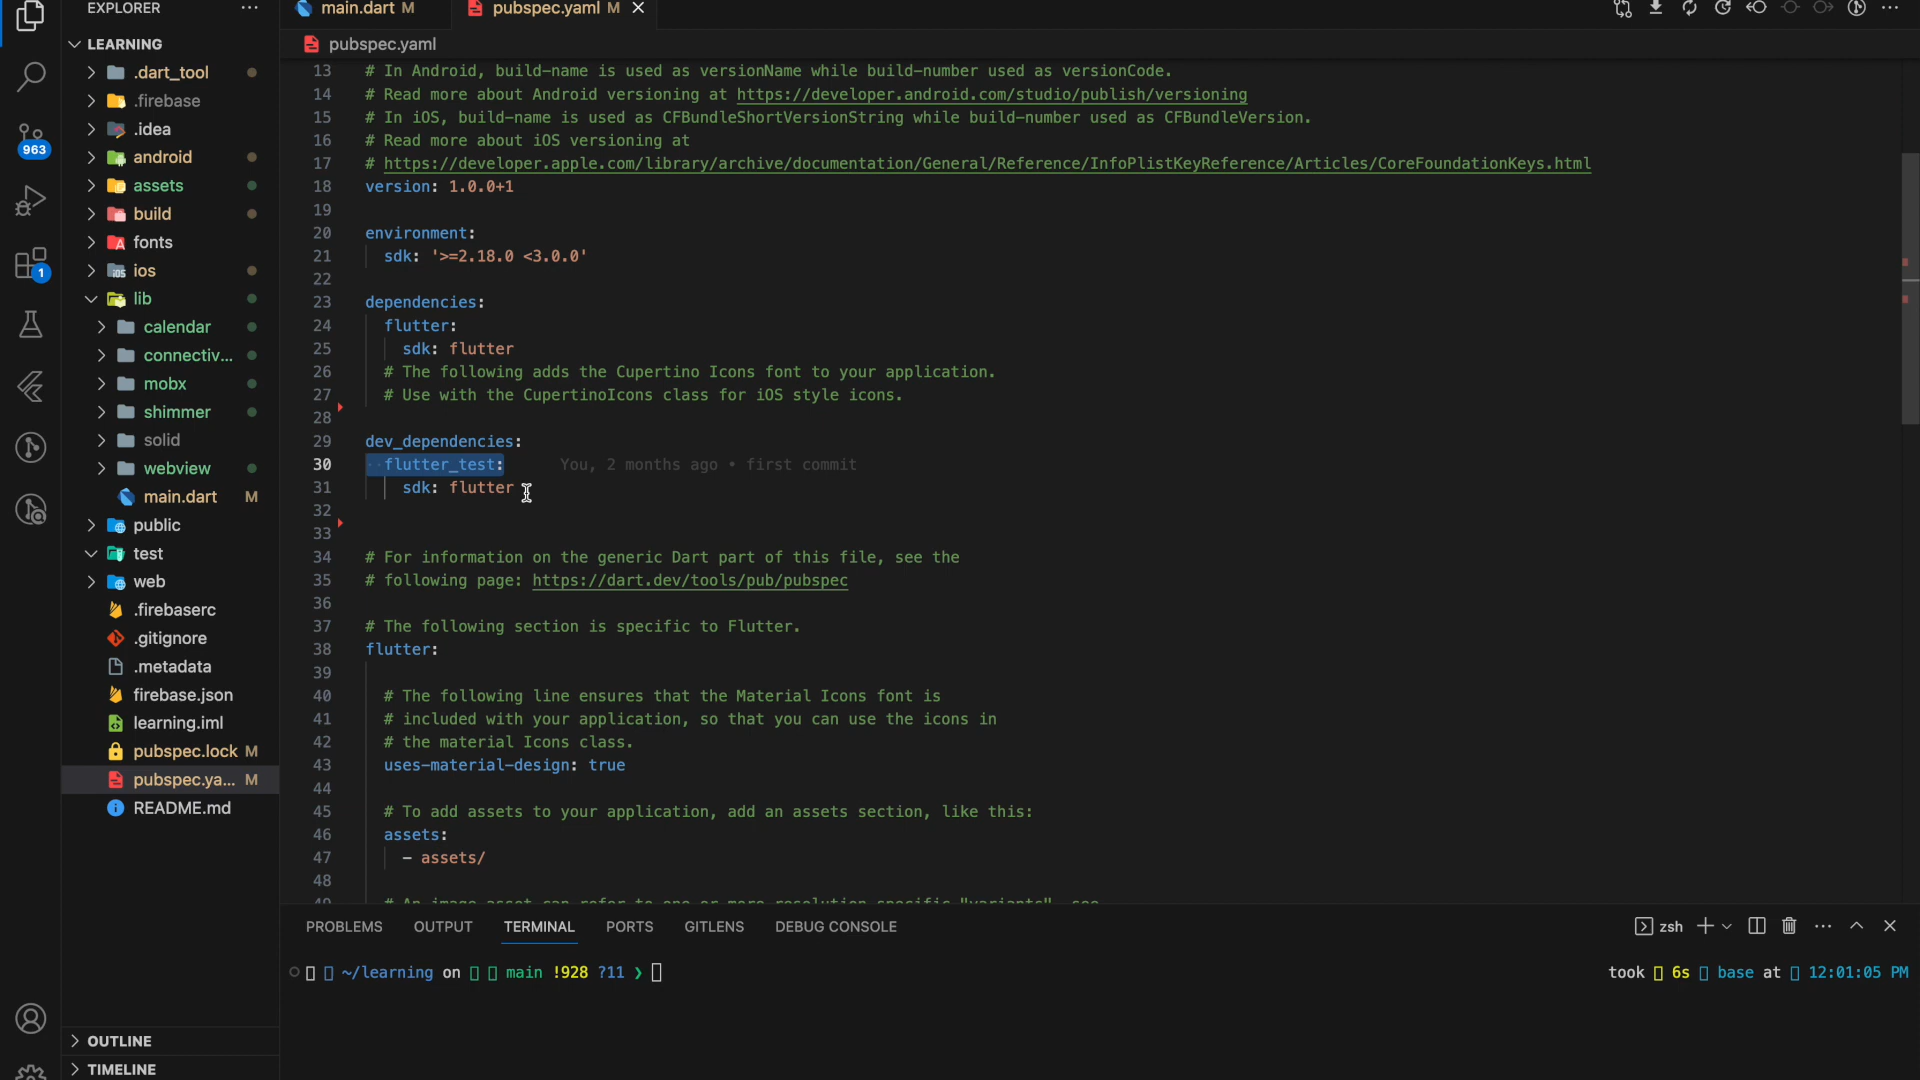 EXPLORER
main.dart M
pubspec.yaml M
pubspec.yaml
LEARNING
.dart_tool
.firebase
.idea
android
assets
build
fonts
ios
lib
calendar
connectiv...
mobx
shimmer
solid
webview
main.dart M
public
test
web
.firebaserc
.gitignore
.metadata
firebase.json
learning.iml
pubspec.lock M
pubspec.ya... M
README.md
OUTLINE
TIMELINE
963
1
13 # In Android, build-name is used as versionName while build-number used as versionCode.
14 # Read more about Android versioning at https://developer.android.com/studio/publish/versioning
15 # In iOS, build-name is used as CFBundleShortVersionString while build-number used as CFBundleVersion.
16 # Read more about iOS versioning at
17 # https://developer.apple.com/library/archive/documentation/General/Reference/InfoPlistKeyReference/Articles/CoreFoundationKeys.html
18 version: 1.0.0+1
19
20 environment:
21 sdk: '>=2.18.0 <3.0.0'
22
23 dependencies:
24 flutter:
25 sdk: flutter
26 # The following adds the Cupertino Icons font to your application.
27 # Use with the CupertinoIcons class for iOS style icons.
28
29 dev_dependencies:
30 flutter_test: You, 2 months ago • first commit
31 sdk: flutter
32
33
34 # For information on the generic Dart part of this file, see the
35 # following page: https://dart.dev/tools/pub/pubspec
36
37 # The following section is specific to Flutter.
38 flutter:
39
40 # The following line ensures that the Material Icons font is
41 # included with your application, so that you can use the icons in
42 # the material Icons class.
43 uses-material-design: true
44
45 # To add assets to your application, add an assets section, like this:
46 assets:
47 - assets/
48
49 # An image asset can refer to one or more resolution-specific "variants", see
PROBLEMS OUTPUT TERMINAL PORTS GITLENS DEBUG CONSOLE
zsh
~/learning on main !928 ?11 ❯
took 6s base at 12:01:05 PM